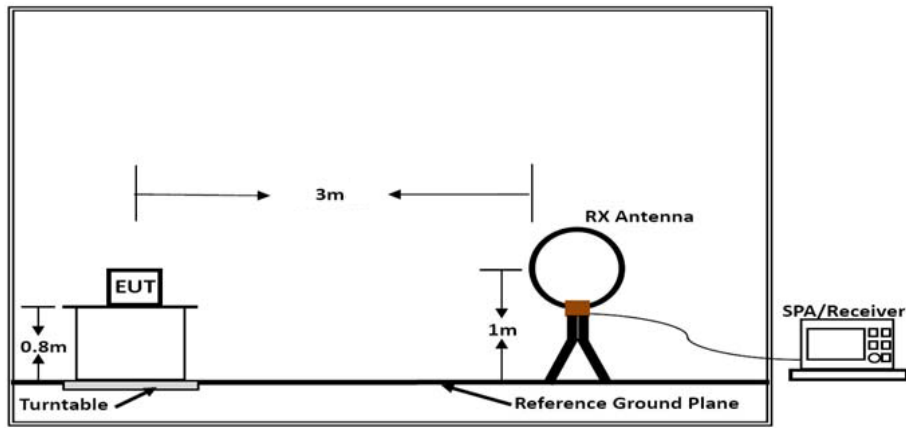 3m
RX Antenna
EUT
SPA/Receiver
0.8m
1m
Turntable
Reference Ground Plane